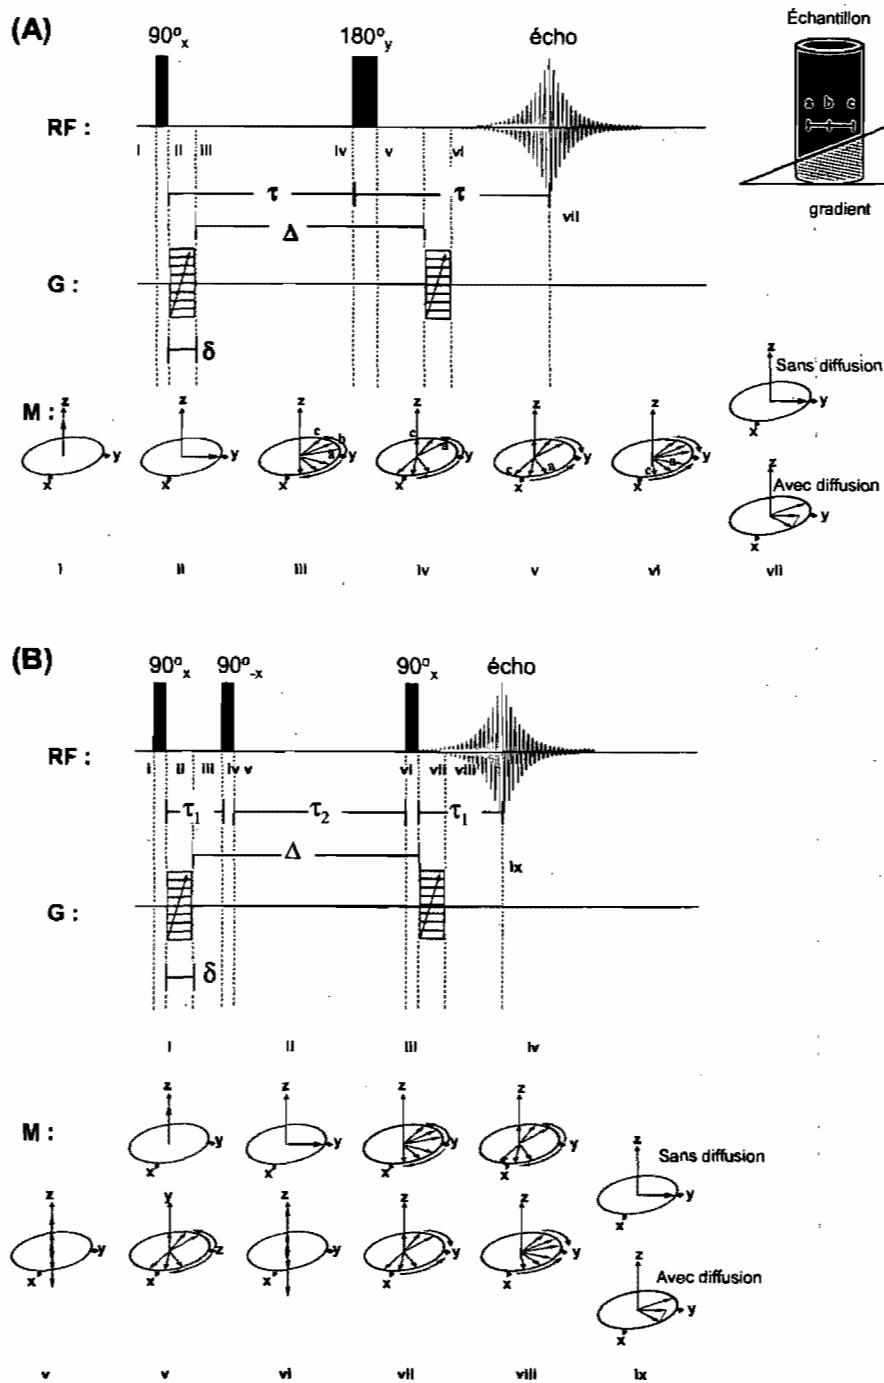 (A)
90°x 180°y écho
Échantillon
a b c
RF :
i ii iii iv v vi
τ τ
vii
gradient
Δ
G :
δ
M :
z z z z z z z
Sans diffusion
y y y y y y y
x x x x x x x
c b a c a c a c a
z
Avec diffusion
y
x
i ii iii iv v vi vii
(B)
90°x 90°-x 90°x écho
RF :
i ii iii iv v vi vii viii
τ1 τ2 τ1
Δ
ix
G :
δ
i ii iii iv
M :
z z z z z
Sans diffusion
y y y y y
x x x x x
z y z z z z
Avec diffusion
y z y y y y
x x x x x x
v v vi vii viii ix